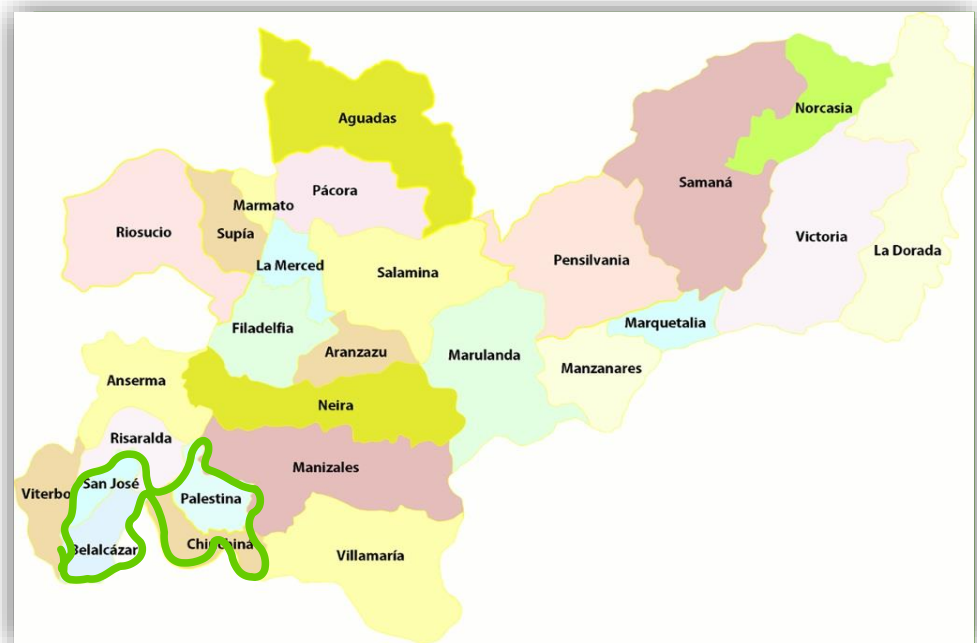 Aguadas
Norcasia
Samaná
Pácora
Marmato
Riosucio
Supía
Victoria
La Dorada
La Merced
Salamina
Pensilvania
Filadelfia
Marquetalia
Aranzazu
Marulanda
Manzanares
Anserma
Neira
Risaralda
Manizales
San José
Viterbo
Palestina
Belalcázar
Chinchiná
Villamaría